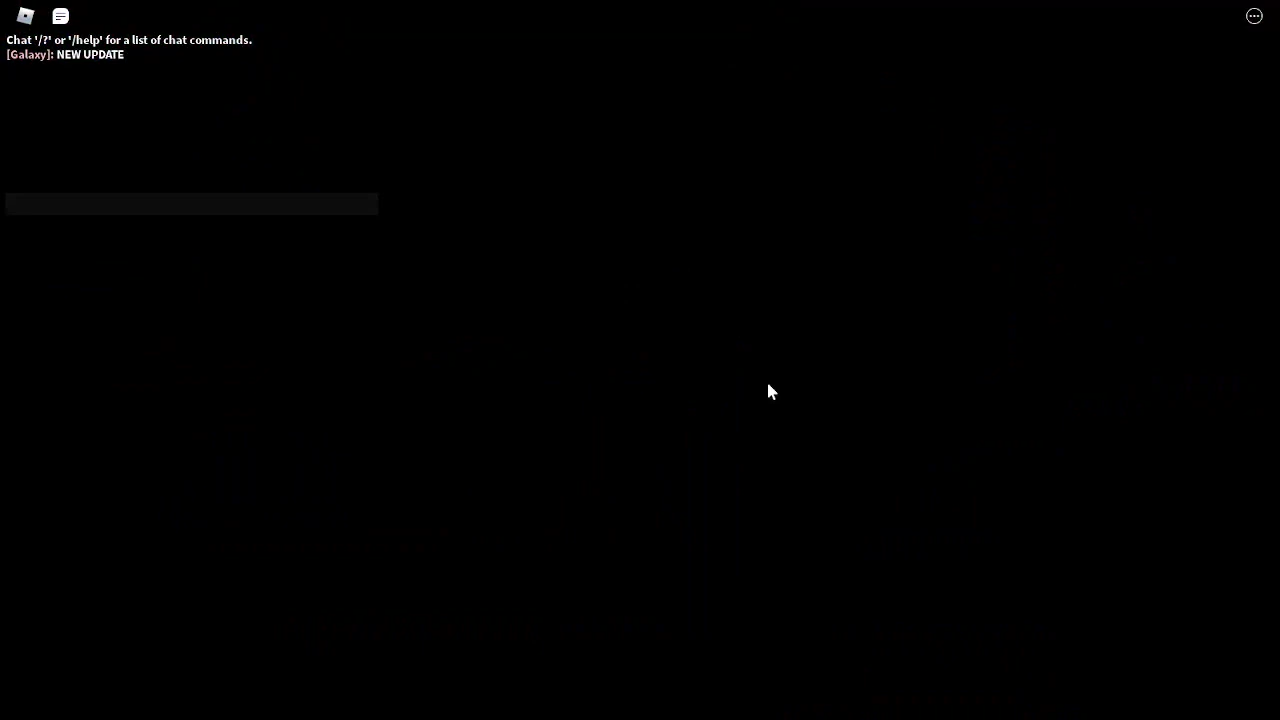 Chat '/?' or '/help' for a list of chat commands.
[Galaxy]: NEW UPDATE